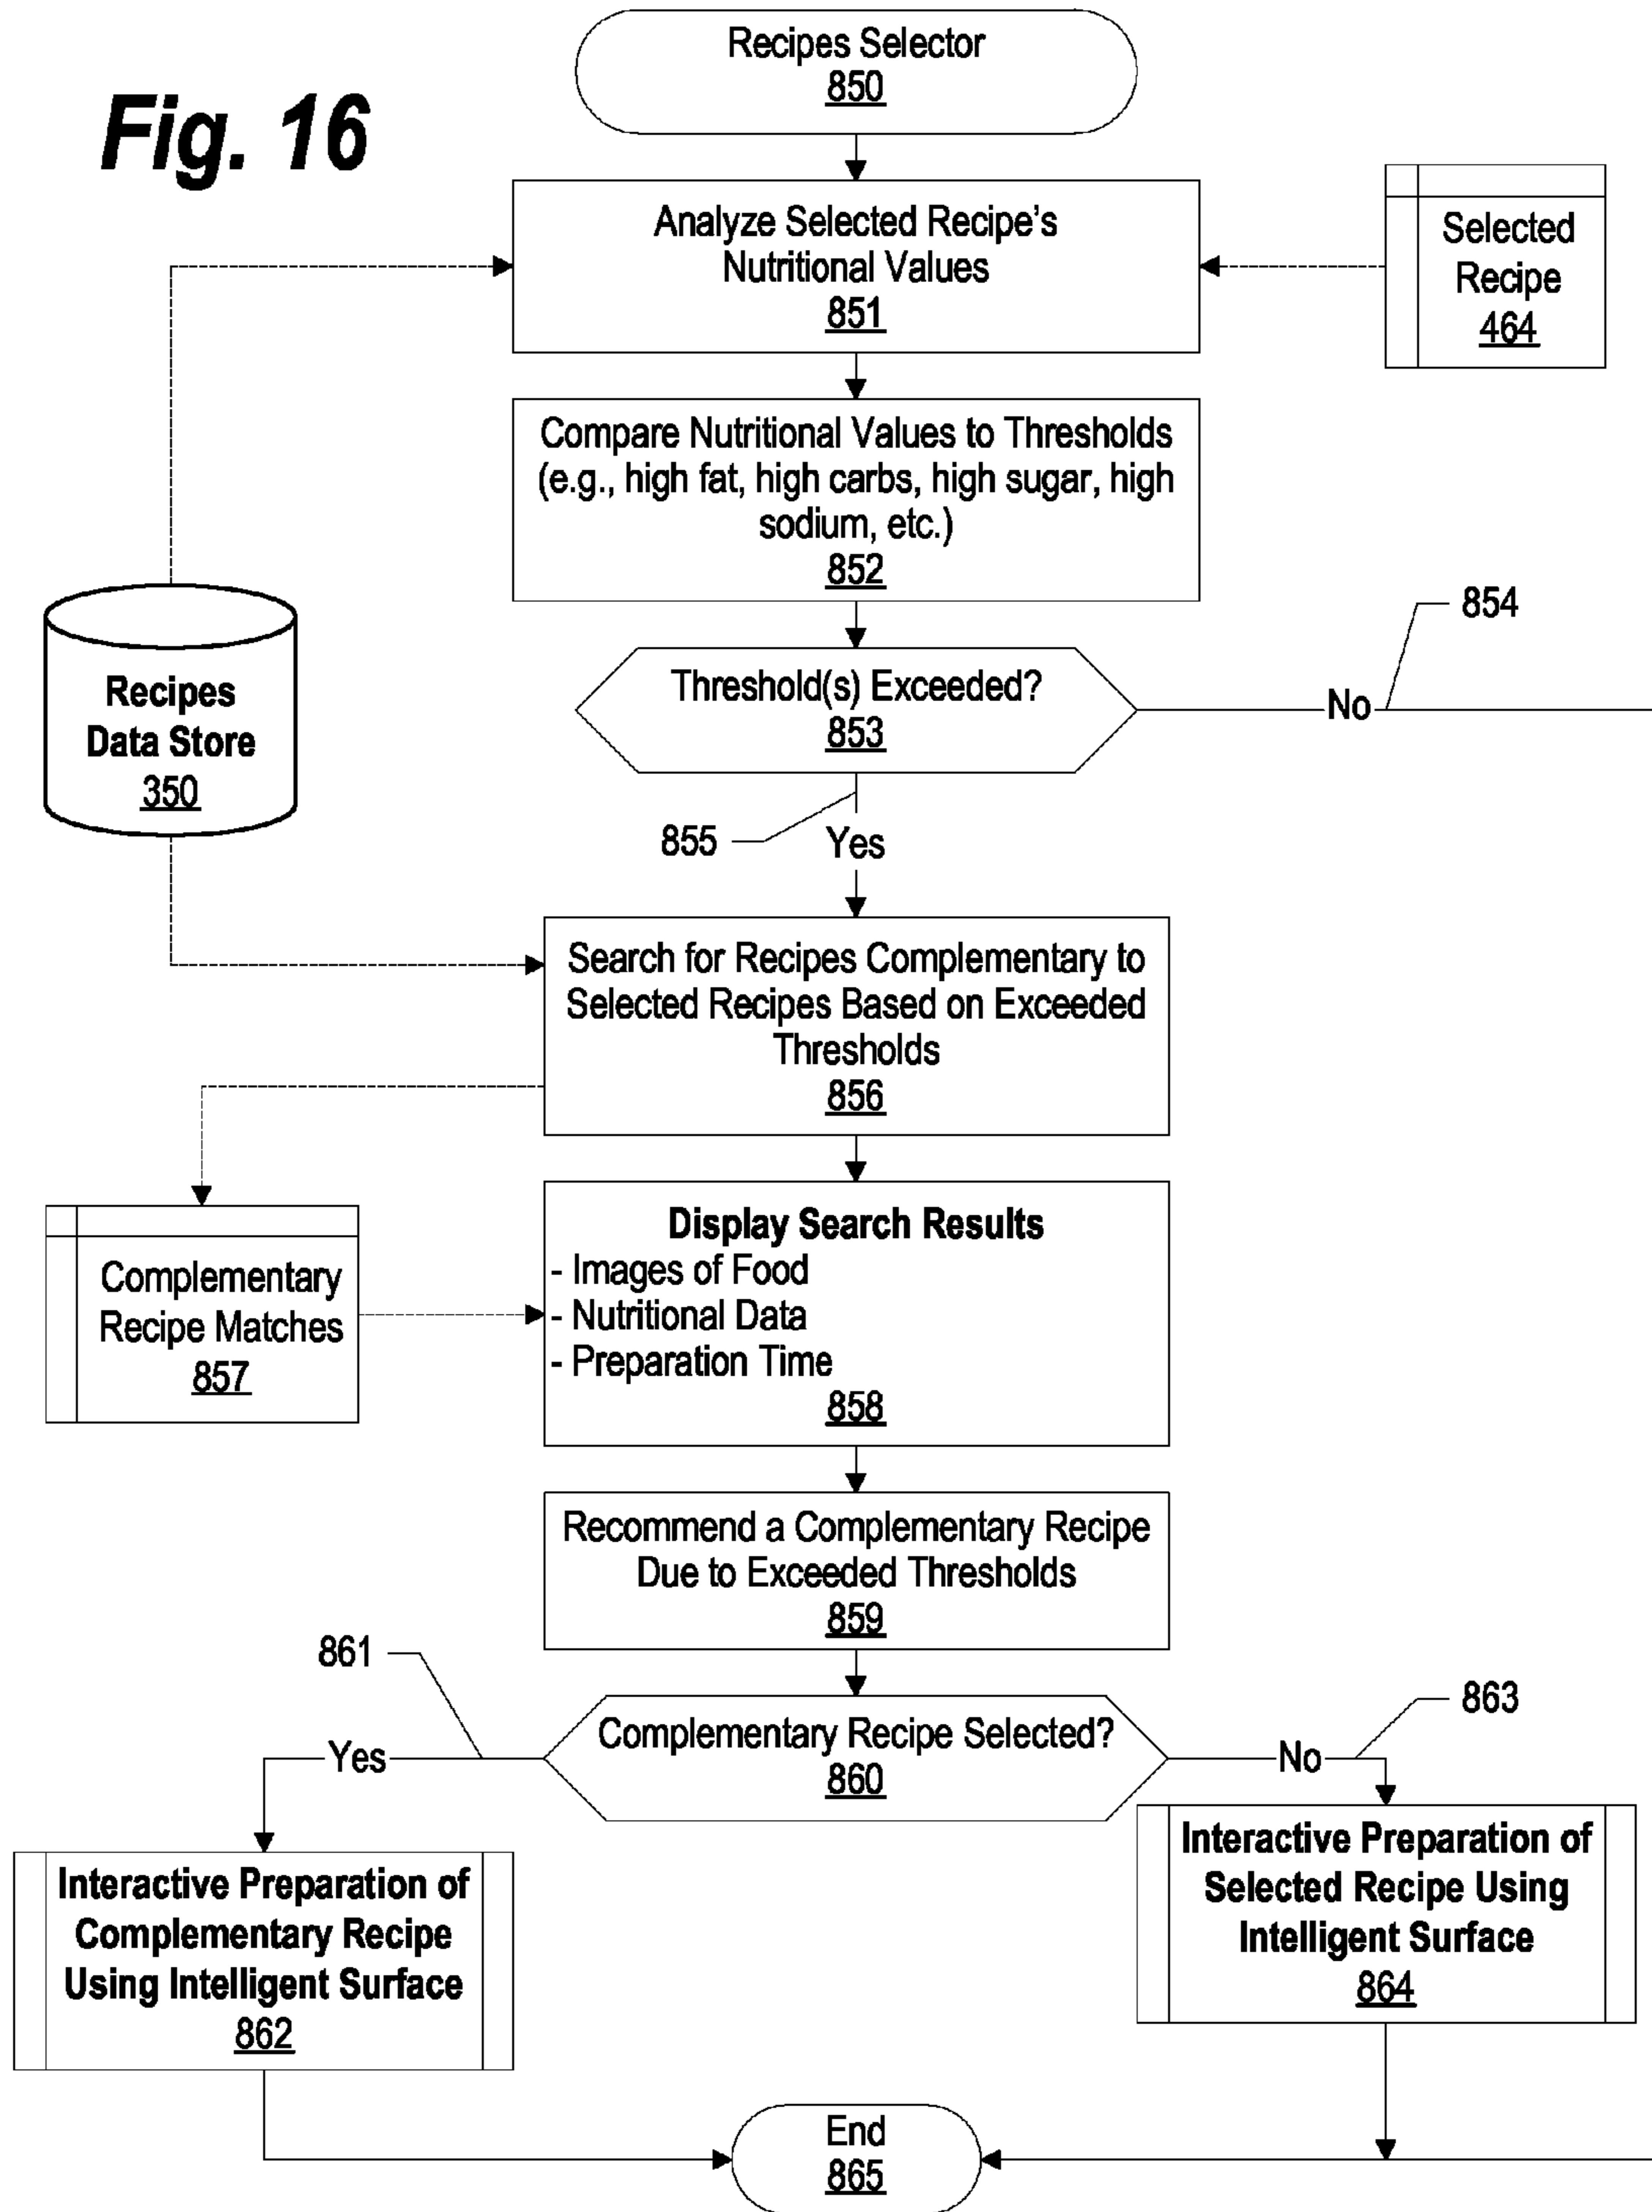 Fig. 16
Recipes Selector
850
Analyze Selected Recipe's
Nutritional Values
851
Selected
Recipe
464
Compare Nutritional Values to Thresholds
(e.g., high fat, high carbs, high sugar, high
sodium, etc.)
852
854
Threshold(s) Exceeded?
853
No
Recipes
Data Store
350
855
Yes
Search for Recipes Complementary to
Selected Recipes Based on Exceeded
Thresholds
856
Complementary
Recipe Matches
857
Display Search Results
- Images of Food
- Nutritional Data
- Preparation Time
858
Recommend a Complementary Recipe
Due to Exceeded Thresholds
859
861
863
Complementary Recipe Selected?
860
Yes
No
Interactive Preparation of
Complementary Recipe
Using Intelligent Surface
862
Interactive Preparation of
Selected Recipe Using
Intelligent Surface
864
End
865